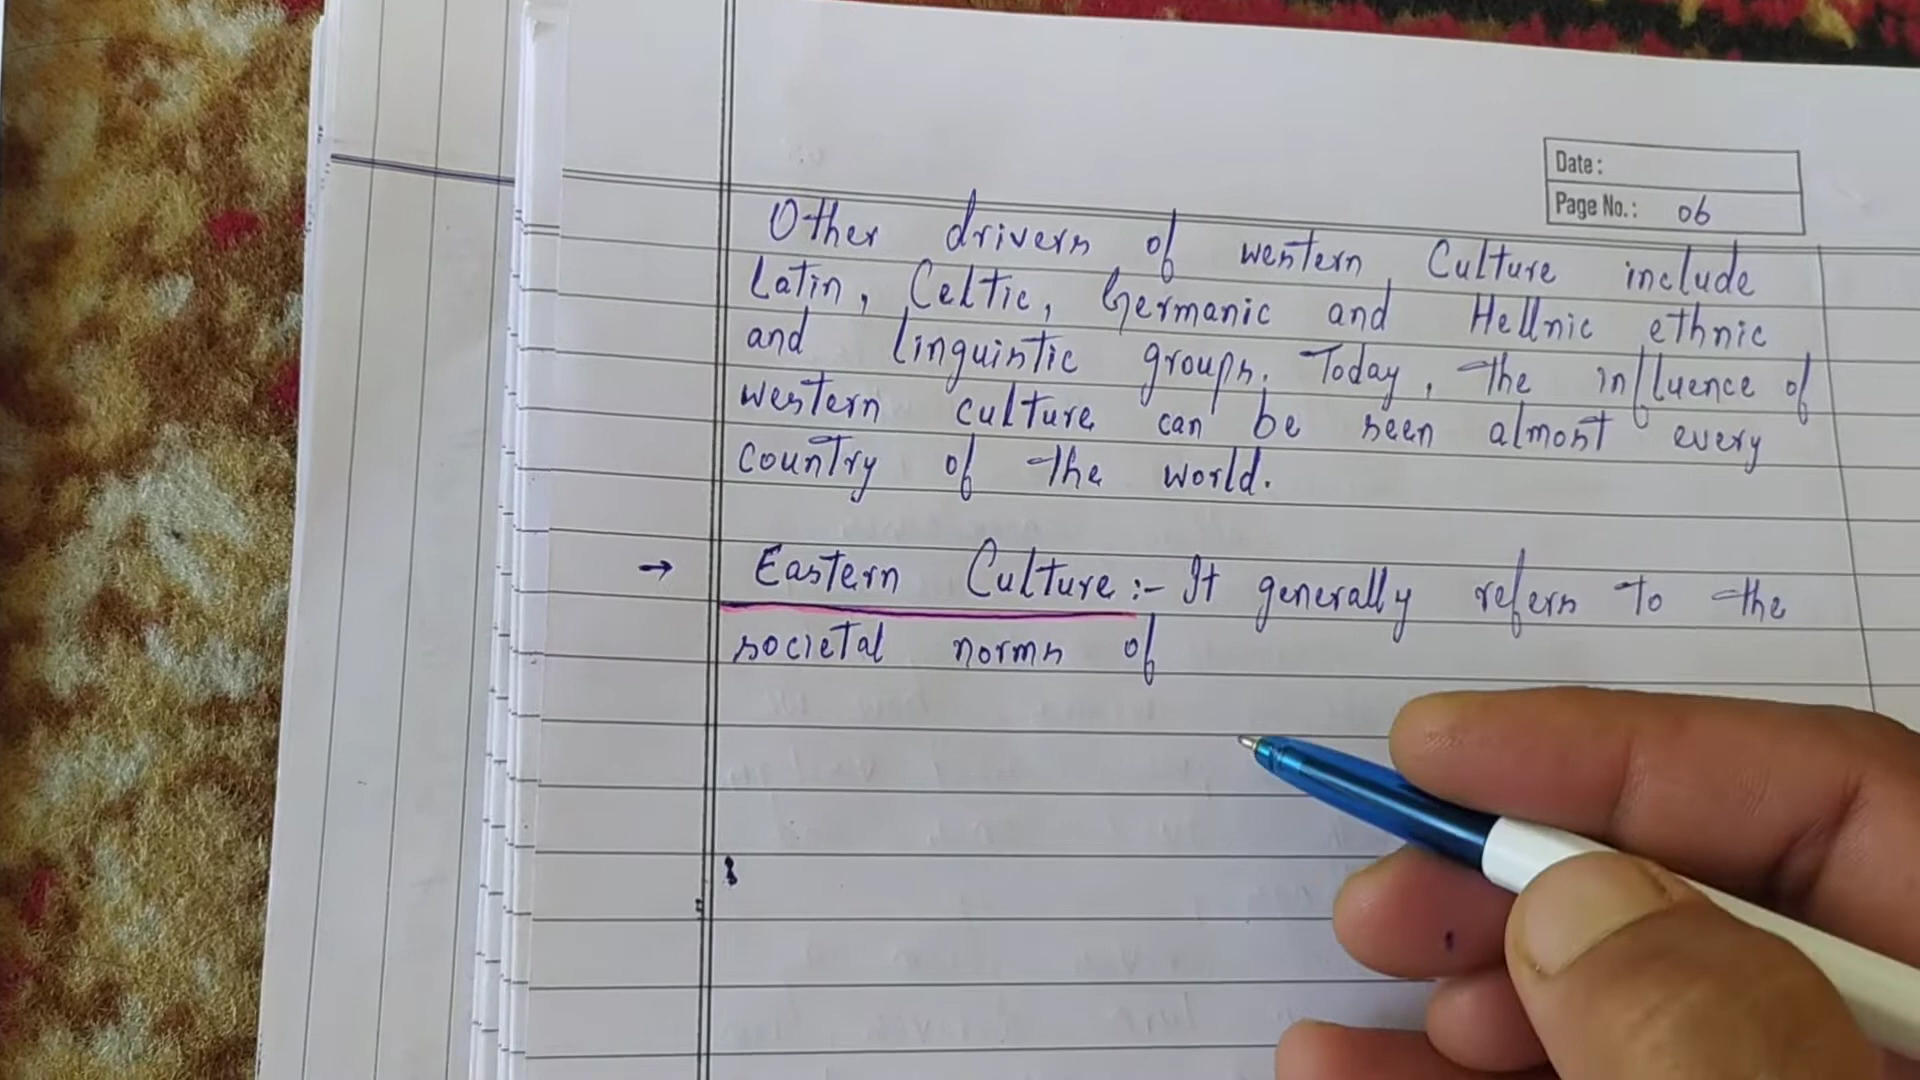 Date:
Page No.: 06
Other drivers of western Culture include
Latin, Celtic, Germanic and Hellnic ethnic
and linguistic groups. Today, the influence of
western culture can be seen almost every
country of the world.
→ Eastern Culture:- It generally refers to the
societal norms of